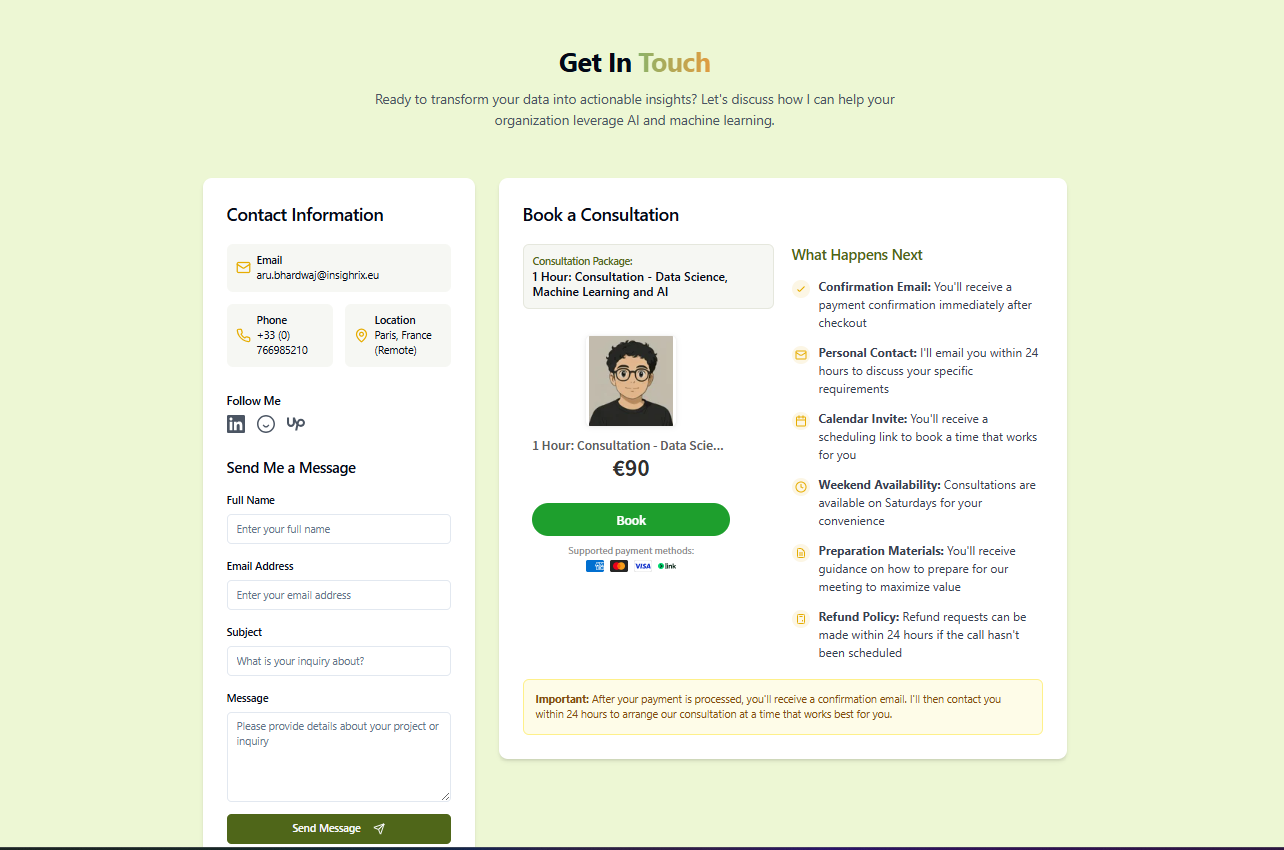 Get In Touch
Ready to transform your data into actionable insights? Let's discuss how I can help your
organization leverage AI and machine learning.
Contact Information
Email
aru.bhardwaj@insighrix.eu
Phone
+33 (0)
766985210
Location
Paris, France
(Remote)
Follow Me
in
up
Send Me a Message
Full Name
Enter your full name
Email Address
Enter your email address
Subject
What is your inquiry about?
Message
Please provide details about your project or
inquiry
Send Message
Book a Consultation
Consultation Package:
1 Hour: Consultation - Data Science,
Machine Learning and AI
1 Hour: Consultation - Data Scie...
€90
Book
Supported payment methods:
VISA
link
What Happens Next
Confirmation Email: You'll receive a
payment confirmation immediately after
checkout
Personal Contact: I'll email you within 24
hours to discuss your specific
requirements
Calendar Invite: You'll receive a
scheduling link to book a time that works
for you
Weekend Availability: Consultations are
available on Saturdays for your
convenience
Preparation Materials: You'll receive
guidance on how to prepare for our
meeting to maximize value
Refund Policy: Refund requests can be
made within 24 hours if the call hasn't
been scheduled
Important: After your payment is processed, you'll receive a confirmation email. I'll then contact you
within 24 hours to arrange our consultation at a time that works best for you.